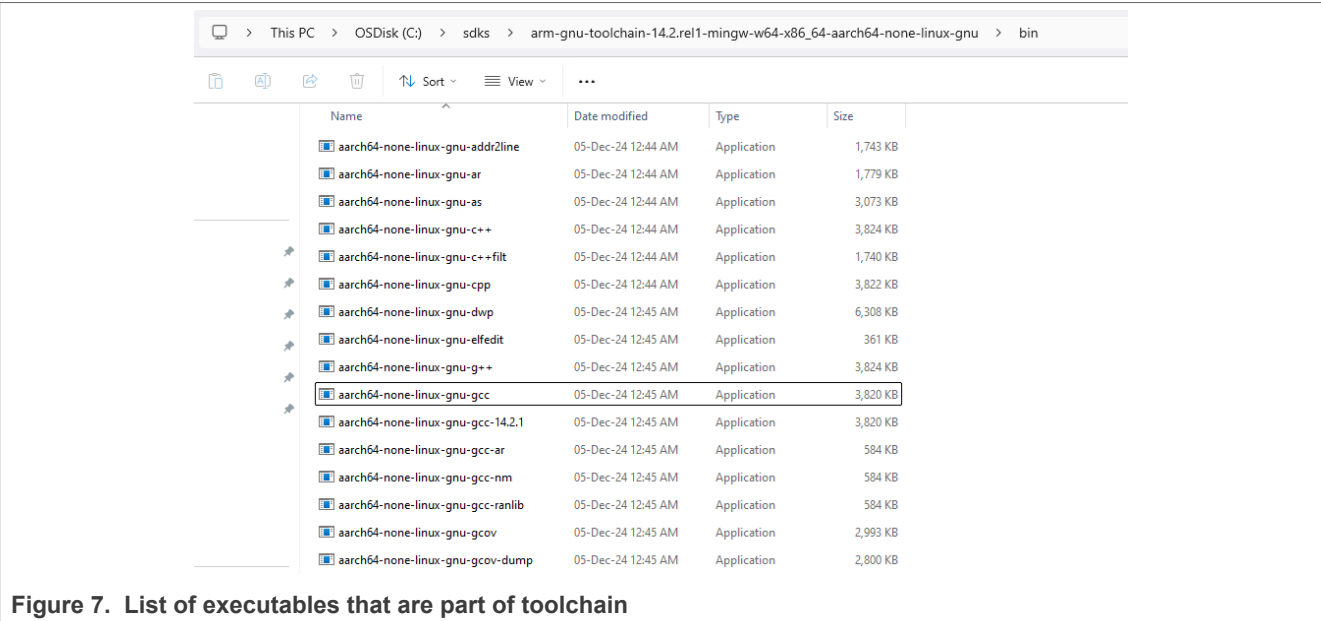 This PC > OSDisk (C:) > sdks > arm-gnu-toolchain-14.2.rel1-mingw-w64-x86_64-aarch64-none-linux-gnu > bin
Sort View ...
Name Date modified Type Size
aarch64-none-linux-gnu-addr2line 05-Dec-24 12:44 AM Application 1,743 KB
aarch64-none-linux-gnu-ar 05-Dec-24 12:44 AM Application 1,779 KB
aarch64-none-linux-gnu-as 05-Dec-24 12:44 AM Application 3,073 KB
aarch64-none-linux-gnu-c++ 05-Dec-24 12:44 AM Application 3,824 KB
aarch64-none-linux-gnu-c++filt 05-Dec-24 12:44 AM Application 1,740 KB
aarch64-none-linux-gnu-cpp 05-Dec-24 12:44 AM Application 3,822 KB
aarch64-none-linux-gnu-dwp 05-Dec-24 12:45 AM Application 6,308 KB
aarch64-none-linux-gnu-elfedit 05-Dec-24 12:45 AM Application 361 KB
aarch64-none-linux-gnu-g++ 05-Dec-24 12:45 AM Application 3,824 KB
aarch64-none-linux-gnu-gcc 05-Dec-24 12:45 AM Application 3,820 KB
aarch64-none-linux-gnu-gcc-14.2.1 05-Dec-24 12:45 AM Application 3,820 KB
aarch64-none-linux-gnu-gcc-ar 05-Dec-24 12:45 AM Application 584 KB
aarch64-none-linux-gnu-gcc-nm 05-Dec-24 12:45 AM Application 584 KB
aarch64-none-linux-gnu-gcc-ranlib 05-Dec-24 12:45 AM Application 584 KB
aarch64-none-linux-gnu-gcov 05-Dec-24 12:45 AM Application 2,993 KB
aarch64-none-linux-gnu-gcov-dump 05-Dec-24 12:45 AM Application 2,800 KB
Figure 7. List of executables that are part of toolchain